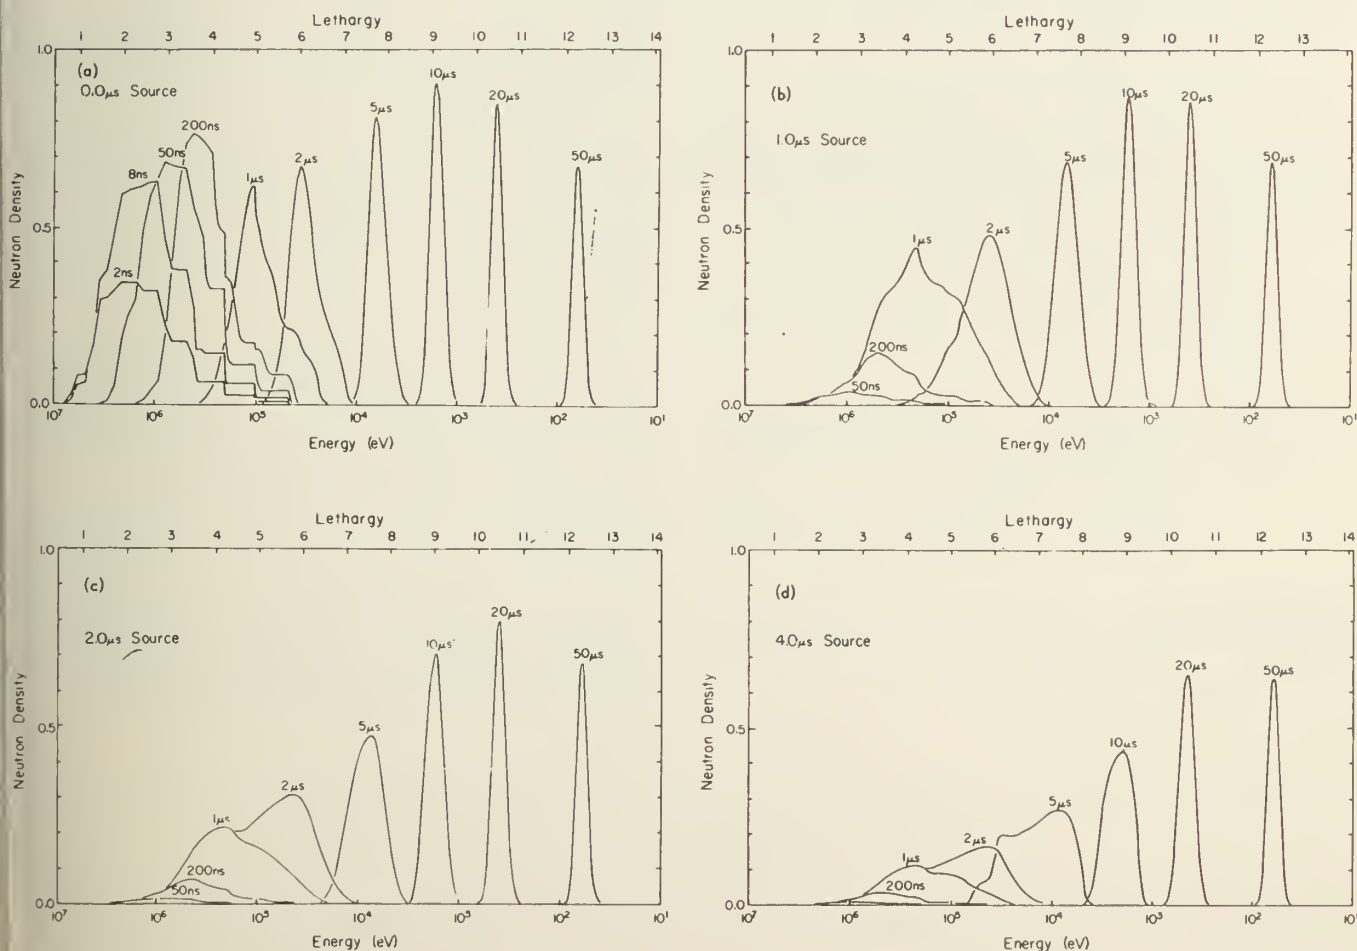 Lethargy
1 2 3 4 5 6 7 8 9 10 11 12 13 14
1.0
(a)
0.0μs Source
10μs
20μs
5μs
200ns
50ns
8ns
2μs
1μs
50μs
0.5
2ns
Neutron Density
0.0
10⁷ 10⁶ 10⁵ 10⁴ 10³ 10² 10¹
Energy (eV)
Lethargy
1 2 3 4 5 6 7 8 9 10 11 12 13
1.0
(b)
1.0μs Source
10μs
20μs
5μs
50μs
0.5
1μs
2μs
200ns
50ns
Neutron Density
0.0
10⁷ 10⁶ 10⁵ 10⁴ 10³ 10² 10¹
Energy (eV)
Lethargy
1 2 3 4 5 6 7 8 9 10 11 12 13 14
1.0
(c)
2.0μs Source
20μs
10μs
50μs
5μs
0.5
2μs
1μs
200ns
50ns
Neutron Density
0.0
10⁷ 10⁶ 10⁵ 10⁴ 10³ 10² 10¹
Energy (eV)
Lethargy
1 2 3 4 5 6 7 8 9 10 11 12 13 14
1.0
(d)
4.0μs Source
20μs
50μs
10μs
0.5
5μs
2μs
1μs
200ns
Neutron Density
0.0
10⁷ 10⁶ 10⁵ 10⁴ 10³ 10² 10¹
Energy (eV)